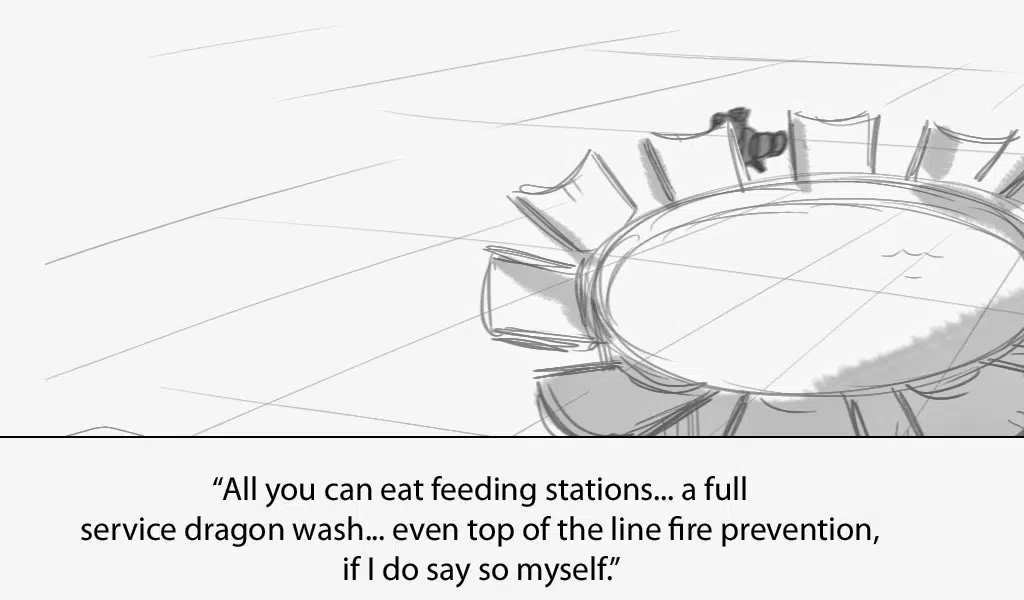 “All you can eat feeding stations... a full
service dragon wash... even top of the line fire prevention,
if I do say so myself.”